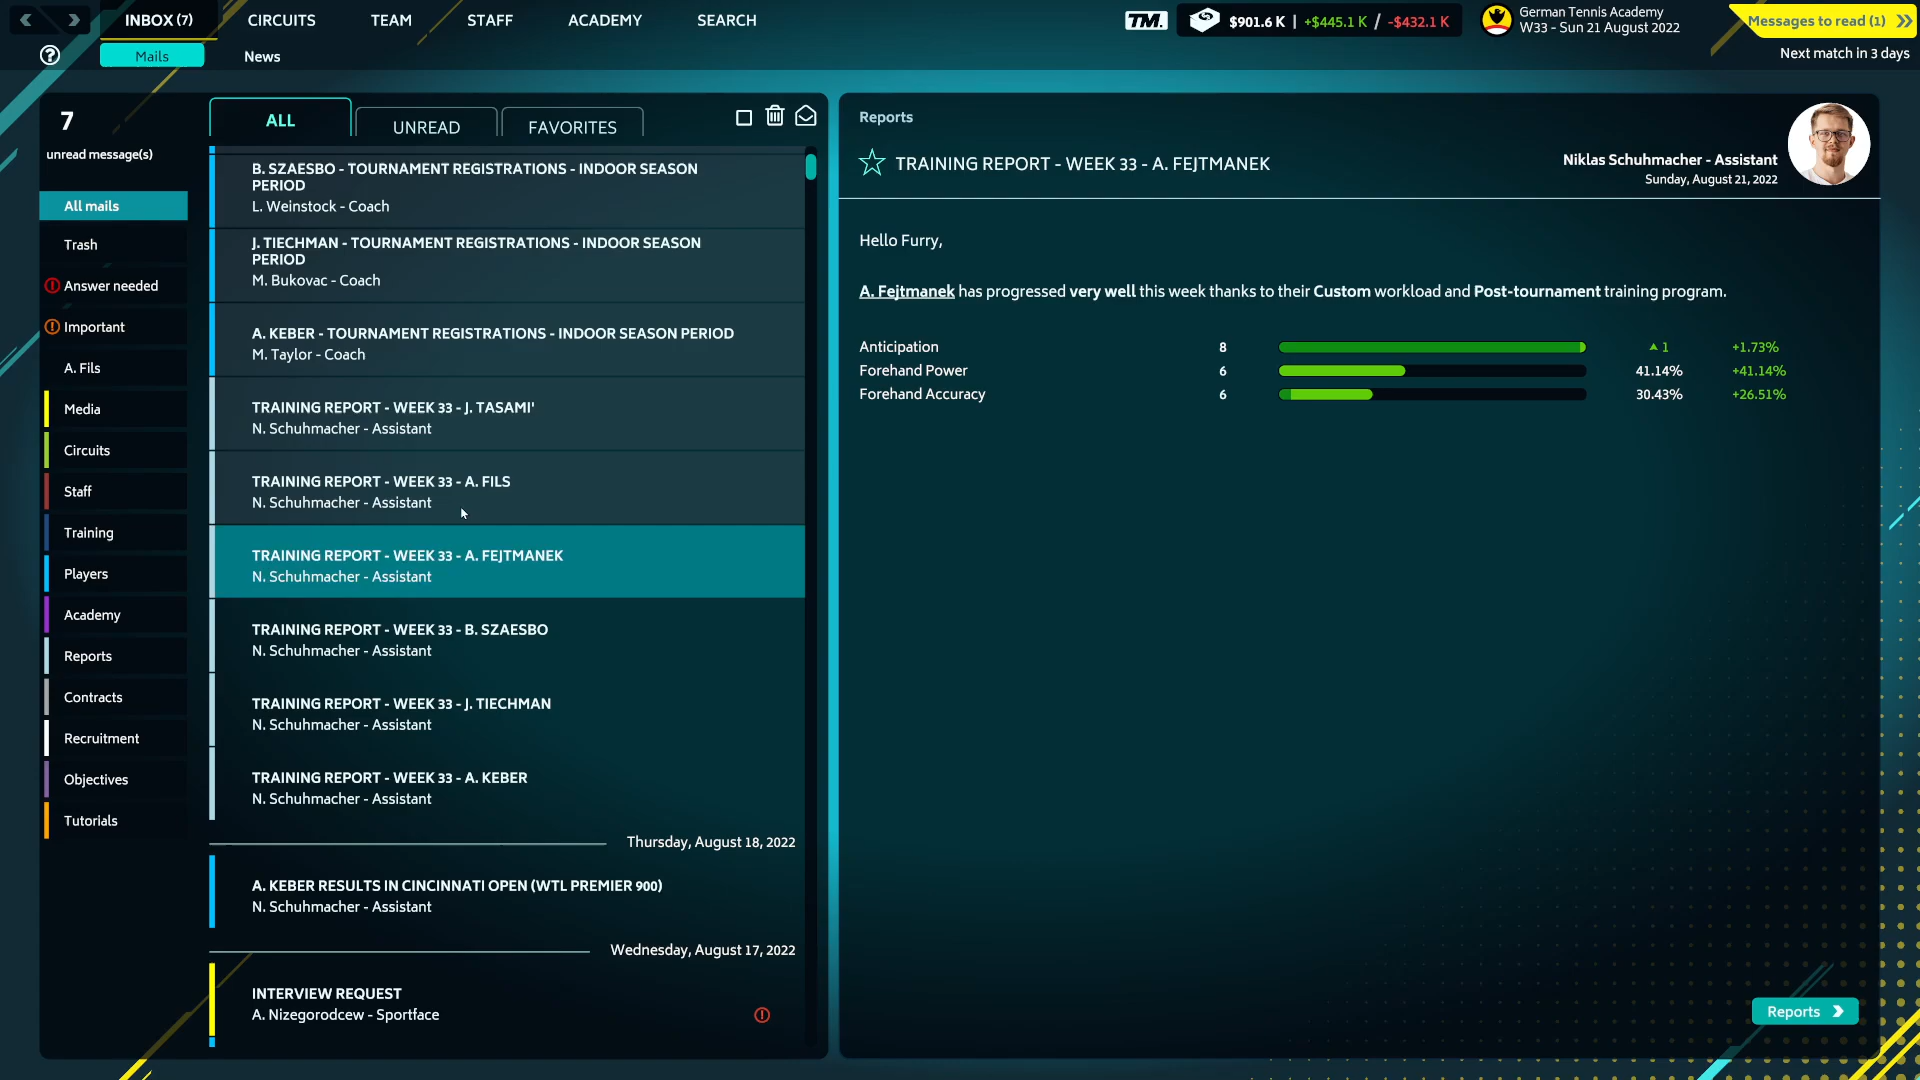 INBOX (7)
CIRCUITS
TEAM
STAFF
ACADEMY
SEARCH
TM.
$901.6 K | +$445.1 K / -$432.1 K
German Tennis Academy
W33 - Sun 21 August 2022
Messages to read (1)
Next match in 3 days
Mails
News
7
unread message(s)
All mails
Trash
Answer needed
Important
A. Fils
Media
Circuits
Staff
Training
Players
Academy
Reports
Contracts
Recruitment
Objectives
Tutorials
ALL
UNREAD
FAVORITES
B. SZAESBO - TOURNAMENT REGISTRATIONS - INDOOR SEASON
PERIOD
L. Weinstock - Coach
J. TIECHMAN - TOURNAMENT REGISTRATIONS - INDOOR SEASON
PERIOD
M. Bukovac - Coach
A. KEBER - TOURNAMENT REGISTRATIONS - INDOOR SEASON PERIOD
M. Taylor - Coach
TRAINING REPORT - WEEK 33 - J. TASAMI'
N. Schuhmacher - Assistant
TRAINING REPORT - WEEK 33 - A. FILS
N. Schuhmacher - Assistant
TRAINING REPORT - WEEK 33 - A. FEJTMANEK
N. Schuhmacher - Assistant
TRAINING REPORT - WEEK 33 - B. SZAESBO
N. Schuhmacher - Assistant
TRAINING REPORT - WEEK 33 - J. TIECHMAN
N. Schuhmacher - Assistant
TRAINING REPORT - WEEK 33 - A. KEBER
N. Schuhmacher - Assistant
Thursday, August 18, 2022
A. KEBER RESULTS IN CINCINNATI OPEN (WTL PREMIER 900)
N. Schuhmacher - Assistant
Wednesday, August 17, 2022
INTERVIEW REQUEST
A. Nizegorodcew - Sportface
Reports
TRAINING REPORT - WEEK 33 - A. FEJTMANEK
Niklas Schuhmacher - Assistant
Sunday, August 21, 2022
Hello Furry,
A. Fejtmanek has progressed very well this week thanks to their Custom workload and Post-tournament training program.
Anticipation 8 1 +1.73%
Forehand Power 6 41.14% +41.14%
Forehand Accuracy 6 30.43% +26.51%
Reports